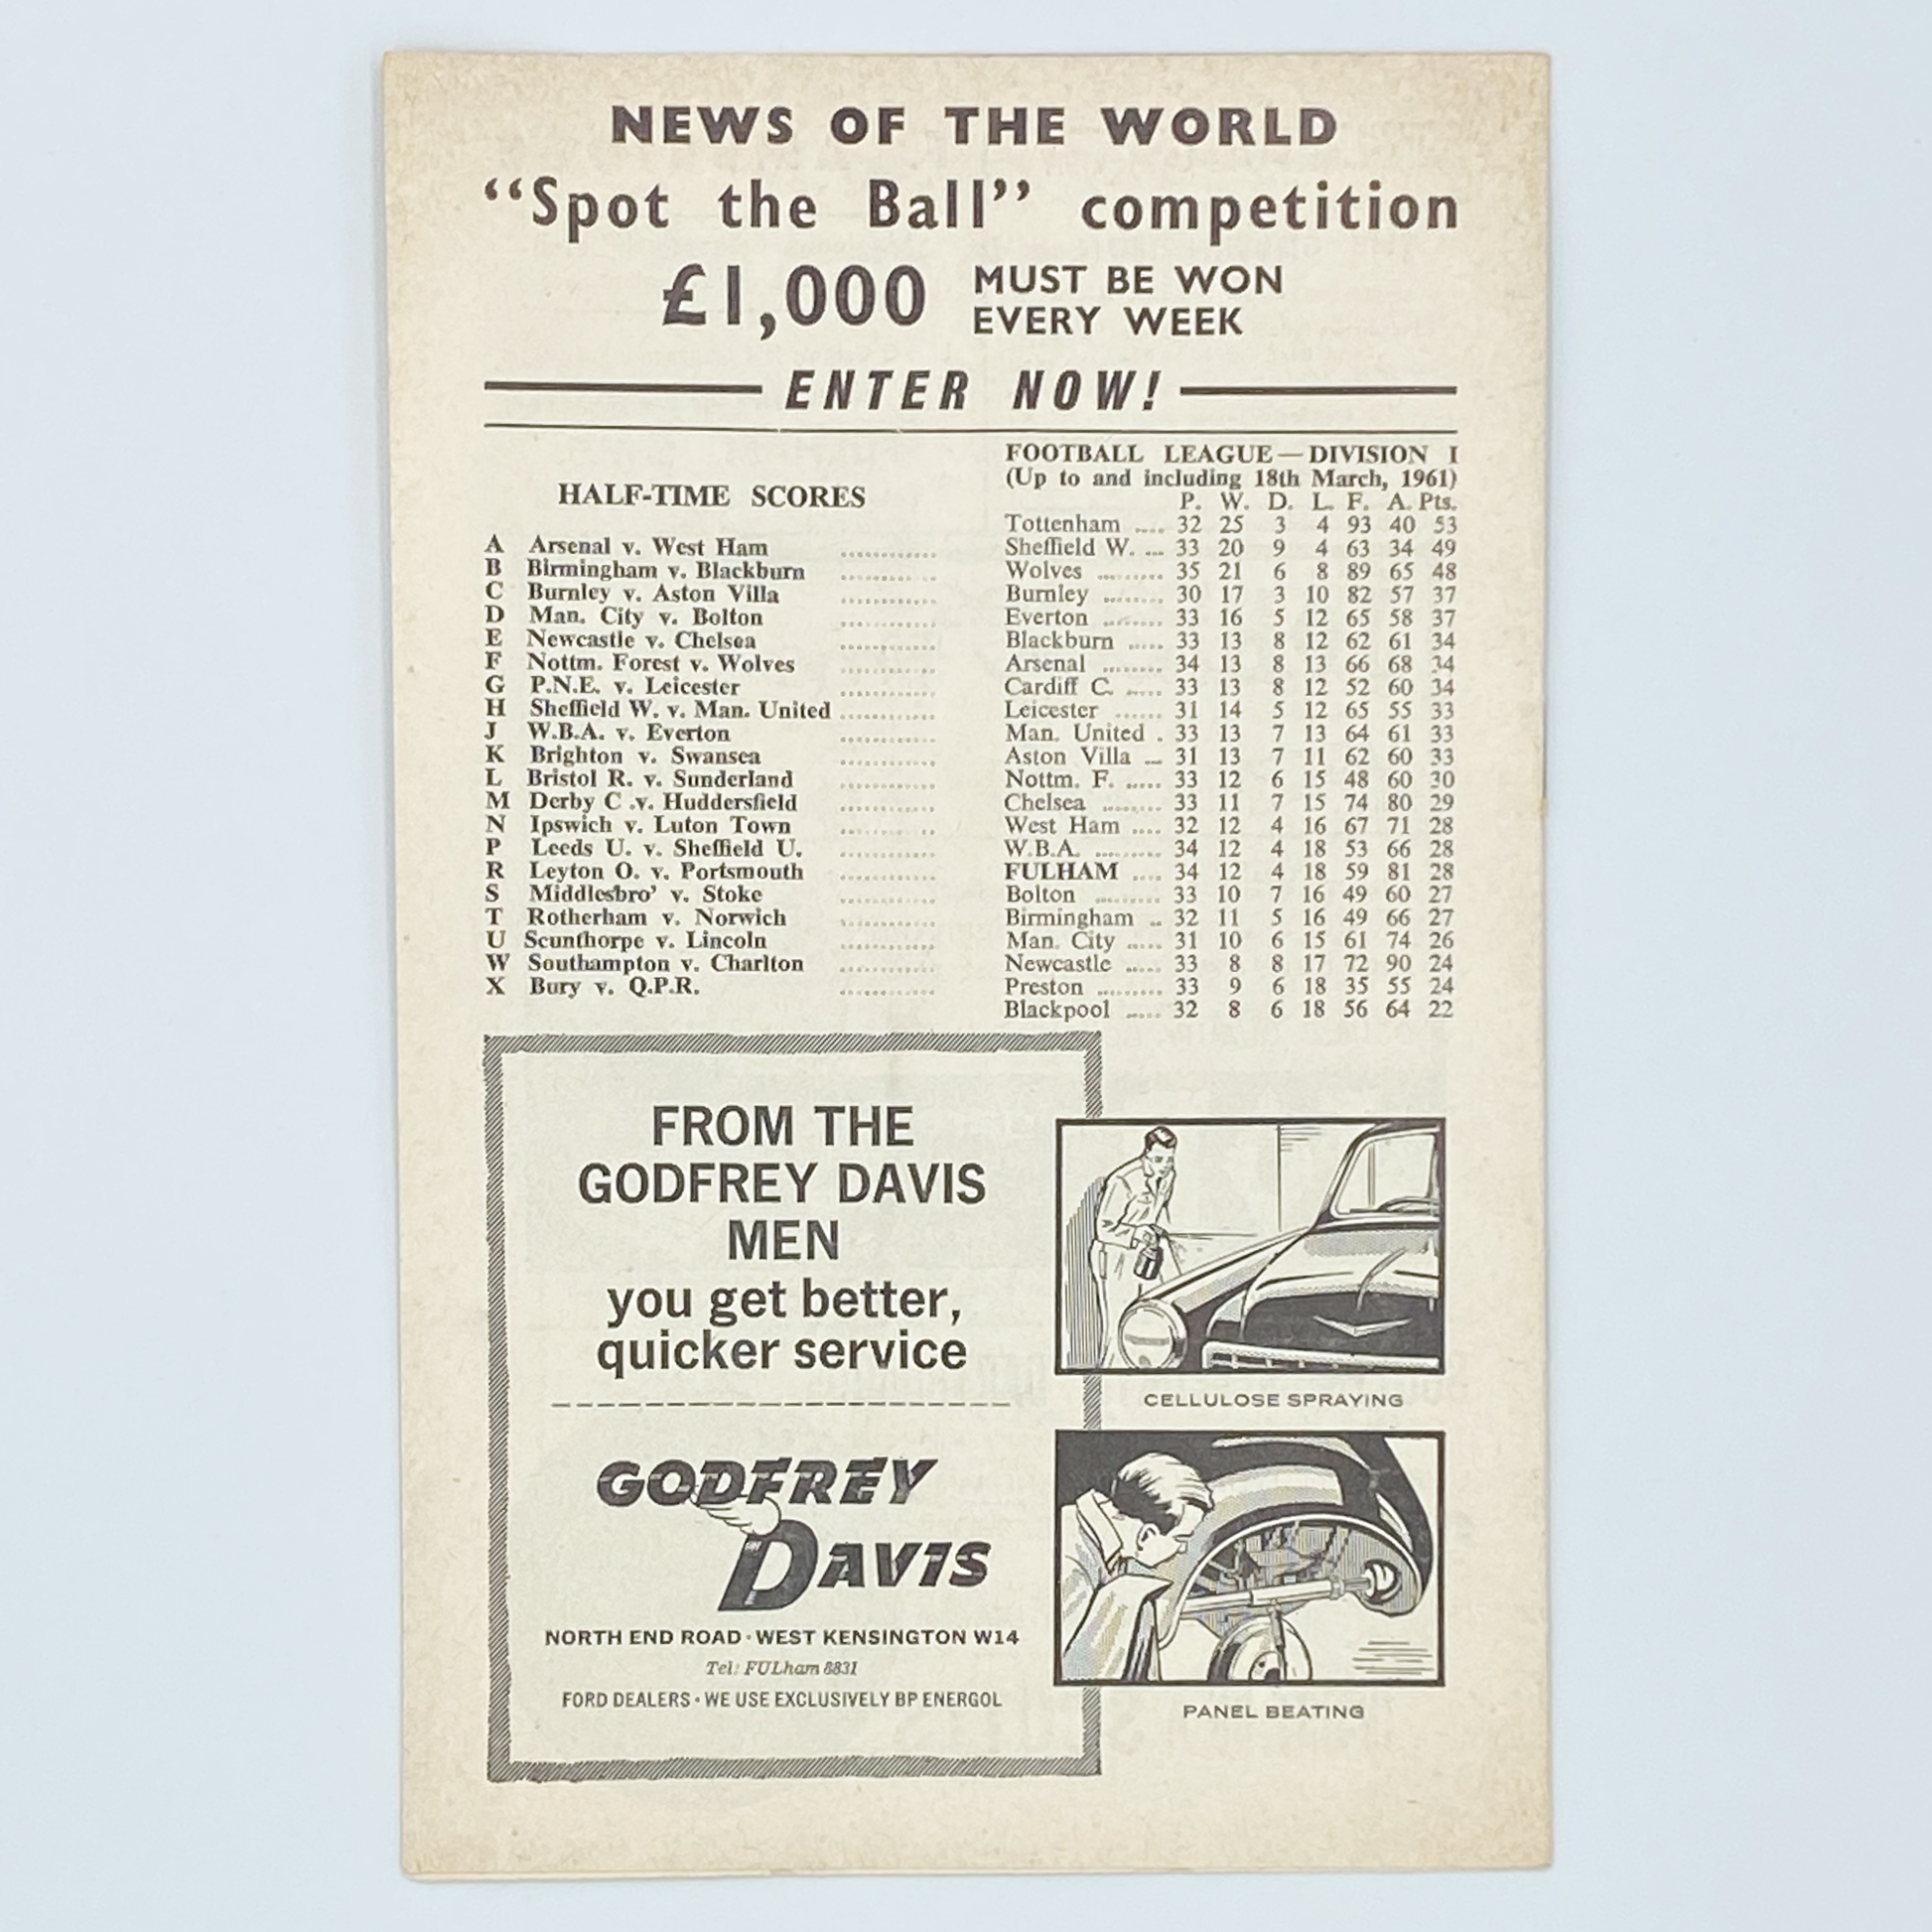 NEWS OF THE WORLD
“Spot the Ball” competition
£1,000 MUST BE WON
EVERY WEEK
ENTER NOW!
HALF-TIME SCORES
A Arsenal v. West Ham ............
B Birmingham v. Blackburn ............
C Burnley v. Aston Villa ............
D Man. City v. Bolton ............
E Newcastle v. Chelsea ............
F Nottm. Forest v. Wolves ............
G P.N.E. v. Leicester ............
H Sheffield W. v. Man. United ............
J W.B.A. v. Everton ............
K Brighton v. Swansea ............
L Bristol R. v. Sunderland ............
M Derby C .v. Huddersfield ............
N Ipswich v. Luton Town ............
P Leeds U. v. Sheffield U. ............
R Leyton O. v. Portsmouth ............
S Middlesbro’ v. Stoke ............
T Rotherham v. Norwich ............
U Scunthorpe v. Lincoln ............
W Southampton v. Charlton ............
X Bury v. Q.P.R. ............
FOOTBALL LEAGUE—DIVISION I
(Up to and including 18th March, 1961)
P. W. D. L. F. A. Pts.
Tottenham .... 32 25 3 4 93 40 53
Sheffield W. ... 33 20 9 4 63 34 49
Wolves ......... 35 21 6 8 89 65 48
Burnley ........ 30 17 3 10 82 57 37
Everton ........ 33 16 5 12 65 58 37
Blackburn ..... 33 13 8 12 62 61 34
Arsenal ........ 34 13 8 13 66 68 34
Cardiff C. ..... 33 13 8 12 52 60 34
Leicester ...... 31 14 5 12 65 55 33
Man. United . 33 13 7 13 64 61 33
Aston Villa ... 31 13 7 11 62 60 33
Nottm. F. ..... 33 12 6 15 48 60 30
Chelsea ........ 33 11 7 15 74 80 29
West Ham .... 32 12 4 16 67 71 28
W.B.A. ......... 34 12 4 18 53 66 28
FULHAM .... 34 12 4 18 59 81 28
Bolton ......... 33 10 7 16 49 60 27
Birmingham .. 32 11 5 16 49 66 27
Man. City ..... 31 10 6 15 61 74 26
Newcastle ..... 33 8 8 17 72 90 24
Preston ......... 33 9 6 18 35 55 24
Blackpool ..... 32 8 6 18 56 64 22
FROM THE
GODFREY DAVIS
MEN
you get better,
quicker service
GODFREY
DAVIS
NORTH END ROAD · WEST KENSINGTON W14
Tel: FULham 8831
FORD DEALERS · WE USE EXCLUSIVELY BP ENERGOL
CELLULOSE SPRAYING
PANEL BEATING